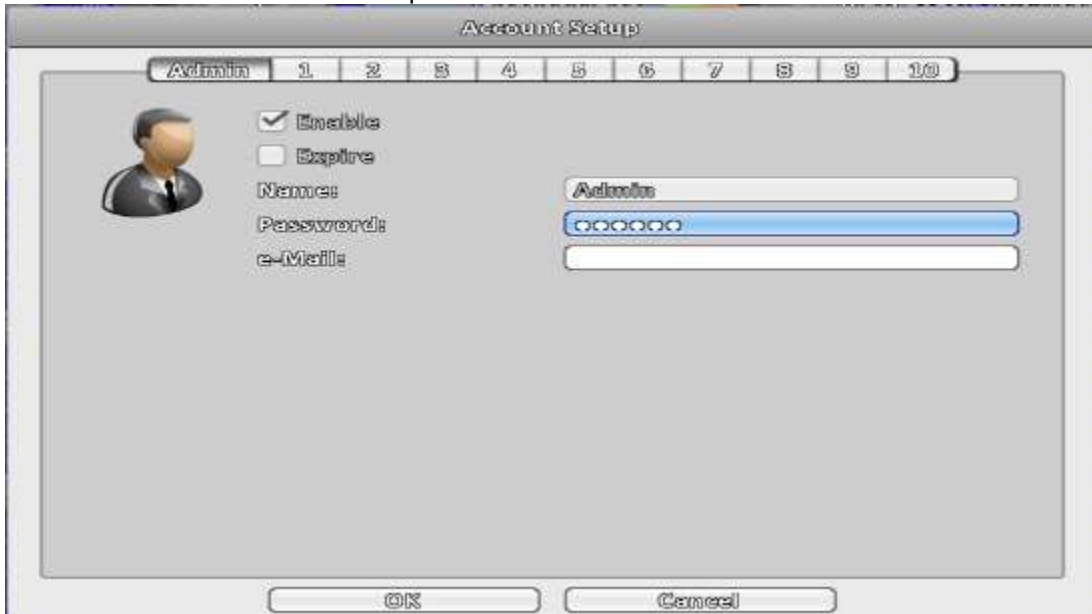 Account Setup
Admin 1 2 3 4 5 6 7 8 9 10
Enable
Expire
Name: Admin
Password: oooooo
e-Mail:
OK Cancel